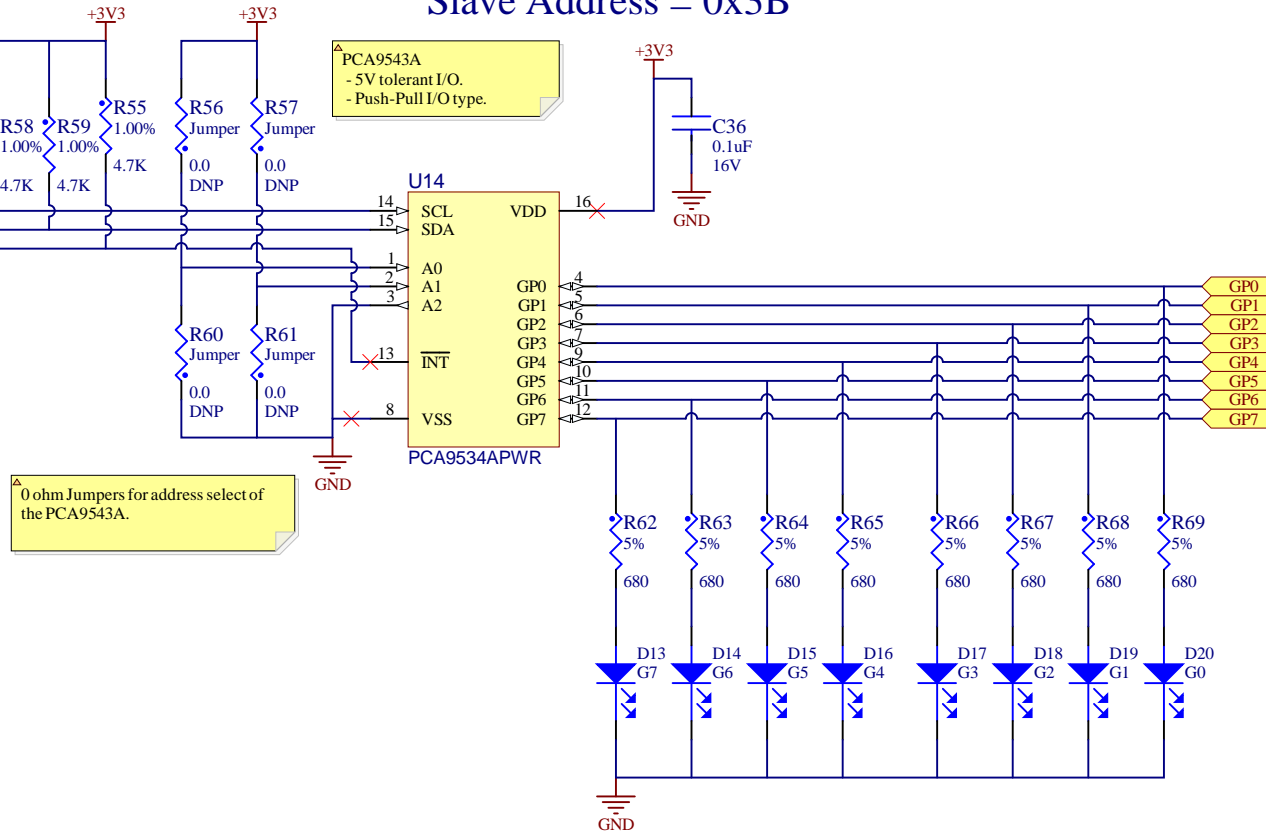 Slave Address = 0x3B
+3V3
+3V3
+3V3
PCA9543A
- 5V tolerant I/O.
- Push-Pull I/O type.
R58
1.00%
4.7K
R59
1.00%
4.7K
R55
1.00%
4.7K
R56
Jumper
0.0
DNP
R57
Jumper
0.0
DNP
C36
0.1uF
16V
GND
U14
14 SCL
15 SDA
1 A0
2 A1
3 A2
13 INT
8 VSS
VDD 16
GP0 4
GP1 5
GP2 6
GP3 7
GP4 9
GP5 10
GP6 11
GP7 12
PCA9534APWR
GP0
GP1
GP2
GP3
GP4
GP5
GP6
GP7
R60
Jumper
0.0
DNP
R61
Jumper
0.0
DNP
GND
0 ohm Jumpers for address select of
the PCA9543A.
R62
5%
680
R63
5%
680
R64
5%
680
R65
5%
680
R66
5%
680
R67
5%
680
R68
5%
680
R69
5%
680
D13
G7
D14
G6
D15
G5
D16
G4
D17
G3
D18
G2
D19
G1
D20
G0
GND